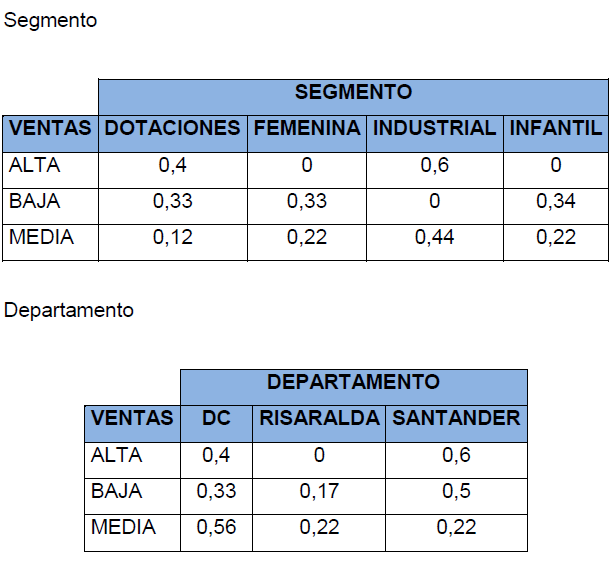 Segmento
SEGMENTO
VENTAS DOTACIONES FEMENINA INDUSTRIAL INFANTIL
ALTA 0,4 0 0,6 0
BAJA 0,33 0,33 0 0,34
MEDIA 0,12 0,22 0,44 0,22
Departamento
DEPARTAMENTO
VENTAS DC RISARALDA SANTANDER
ALTA 0,4 0 0,6
BAJA 0,33 0,17 0,5
MEDIA 0,56 0,22 0,22